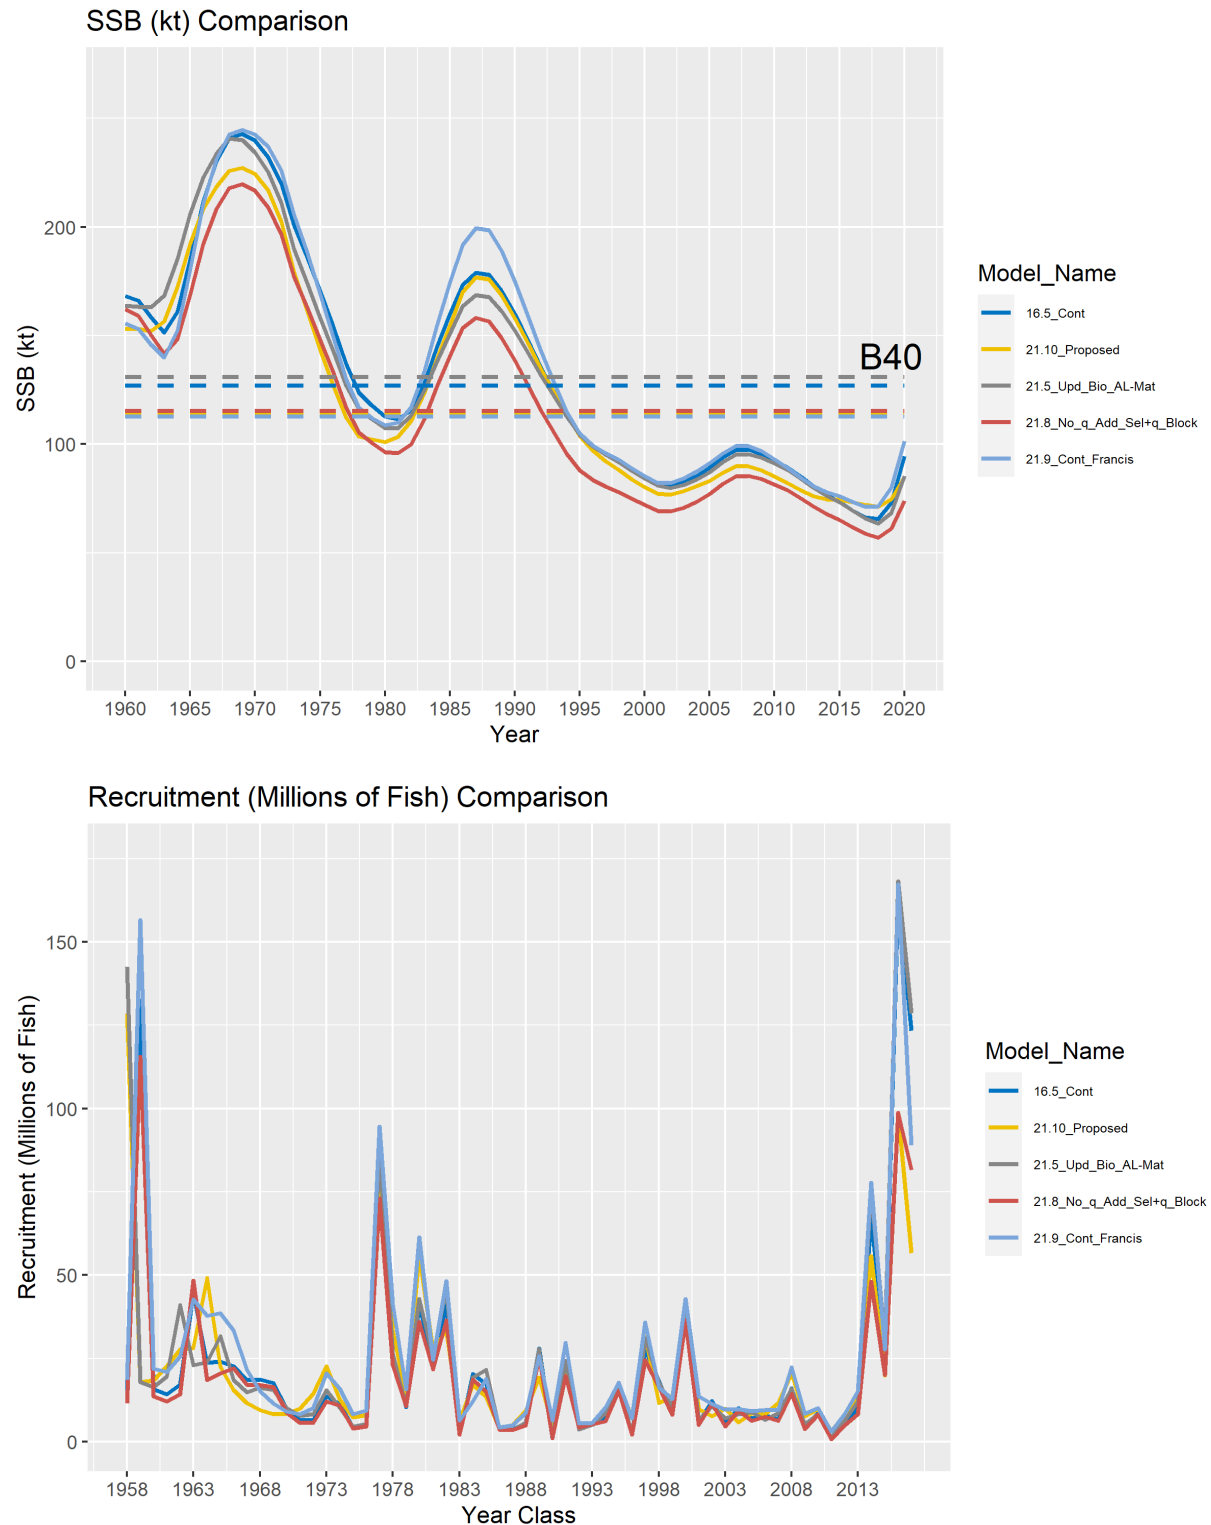 SSB (kt) Comparison
SSB (kt)
200
100
0
B40
1960 1965 1970 1975 1980 1985 1990 1995 2000 2005 2010 2015 2020
Year
Model_Name
16.5_Cont
21.10_Proposed
21.5_Upd_Bio_AL-Mat
21.8_No_q_Add_Sel+q_Block
21.9_Cont_Francis
Recruitment (Millions of Fish) Comparison
Recruitment (Millions of Fish)
150
100
50
0
1958 1963 1968 1973 1978 1983 1988 1993 1998 2003 2008 2013
Year Class
Model_Name
16.5_Cont
21.10_Proposed
21.5_Upd_Bio_AL-Mat
21.8_No_q_Add_Sel+q_Block
21.9_Cont_Francis